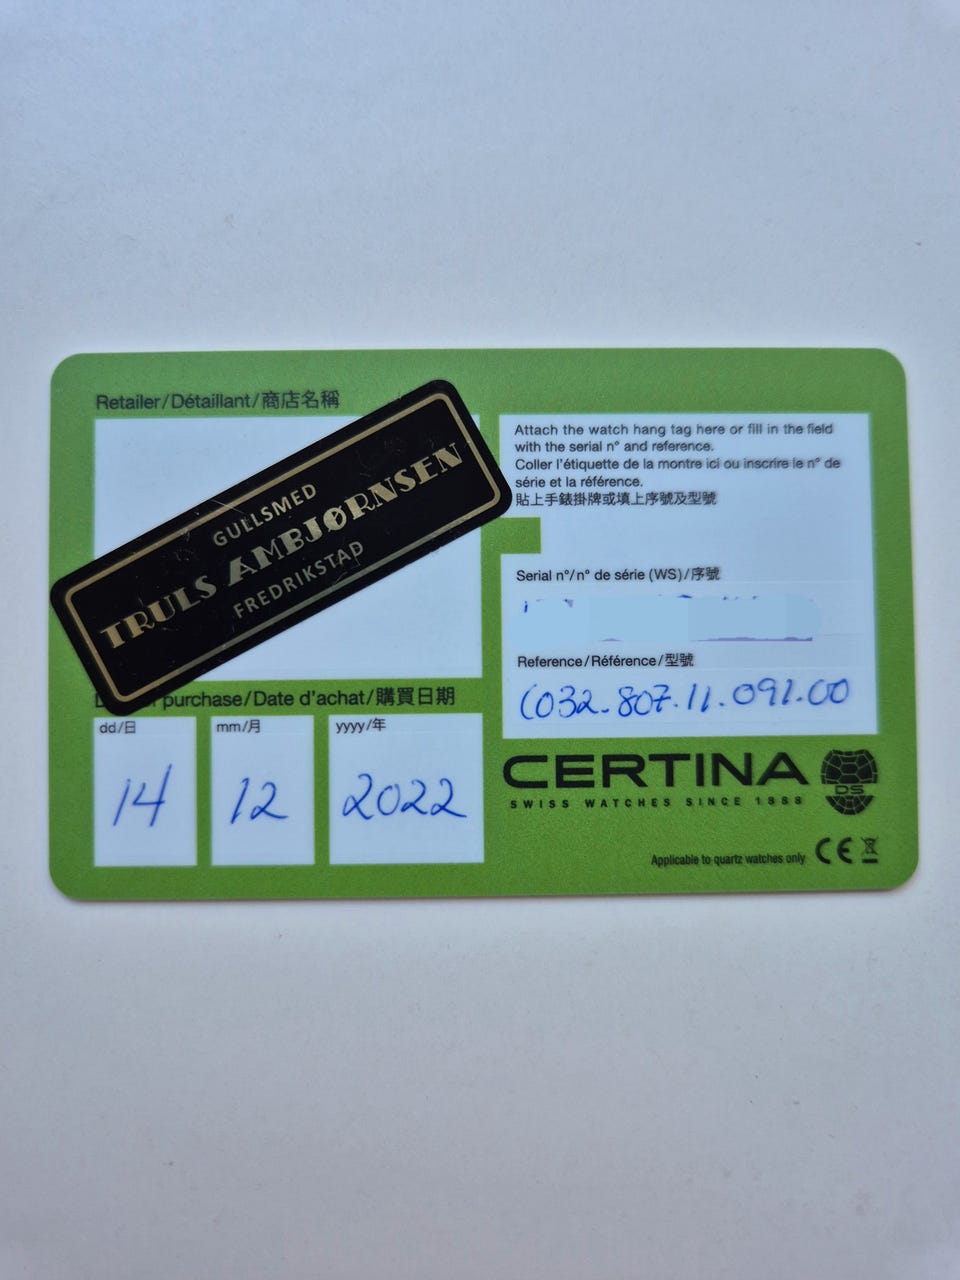 Retailer/Détaillant/商店名稱
GULLSMED
TRULS AMBJØRNSEN
FREDRIKSTAD
purchase/Date d'achat/購買日期
dd/日
mm/月
yyyy/年
14
12
2022
Attach the watch hang tag here or fill in the field
with the serial n° and reference.
Coller l'étiquette de la montre ici ou inscrire le n° de
série et la référence.
貼上手錶掛牌或填上序號及型號
Serial n°/n° de série (WS)/序號
Reference/Référence/型號
C032.807.11.091.00
CERTINA
SWISS WATCHES SINCE 1888
DS
Applicable to quartz watches only
CE